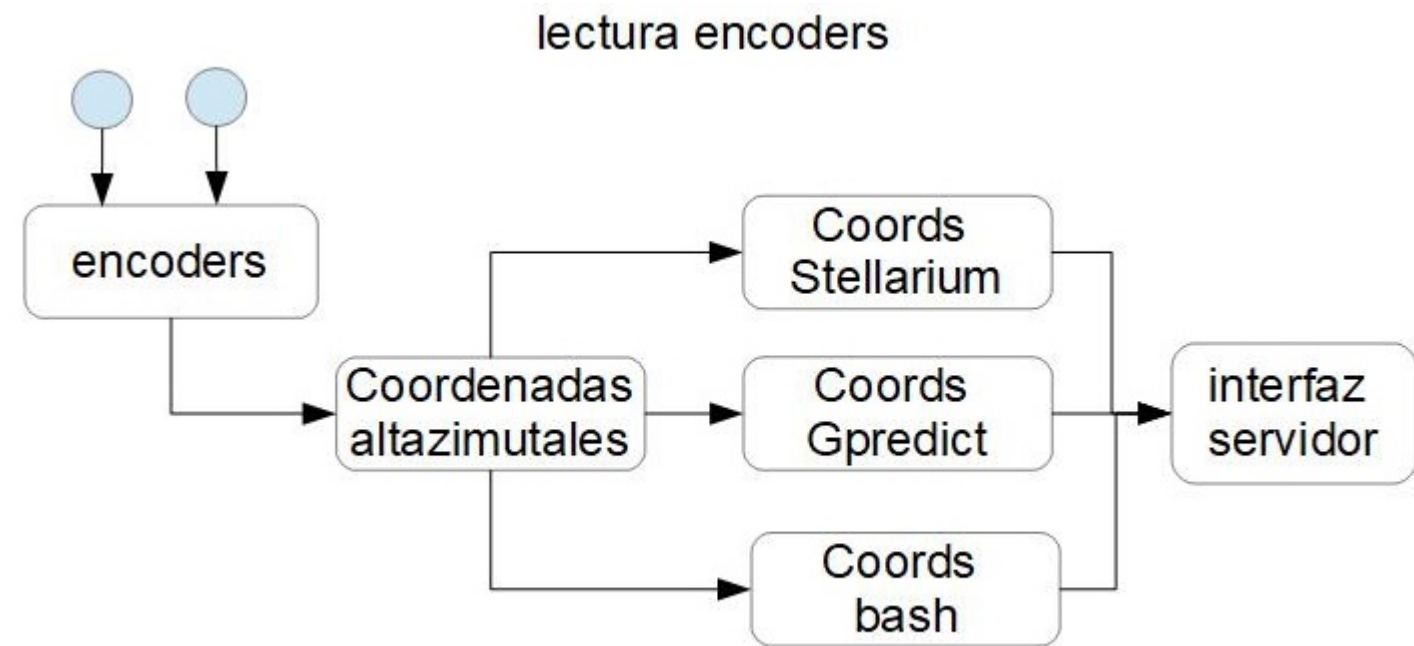 lectura encoders
encoders
Coordenadas
altazimutales
Coords
Stellarium
Coords
Gpredict
Coords
bash
interfaz
servidor